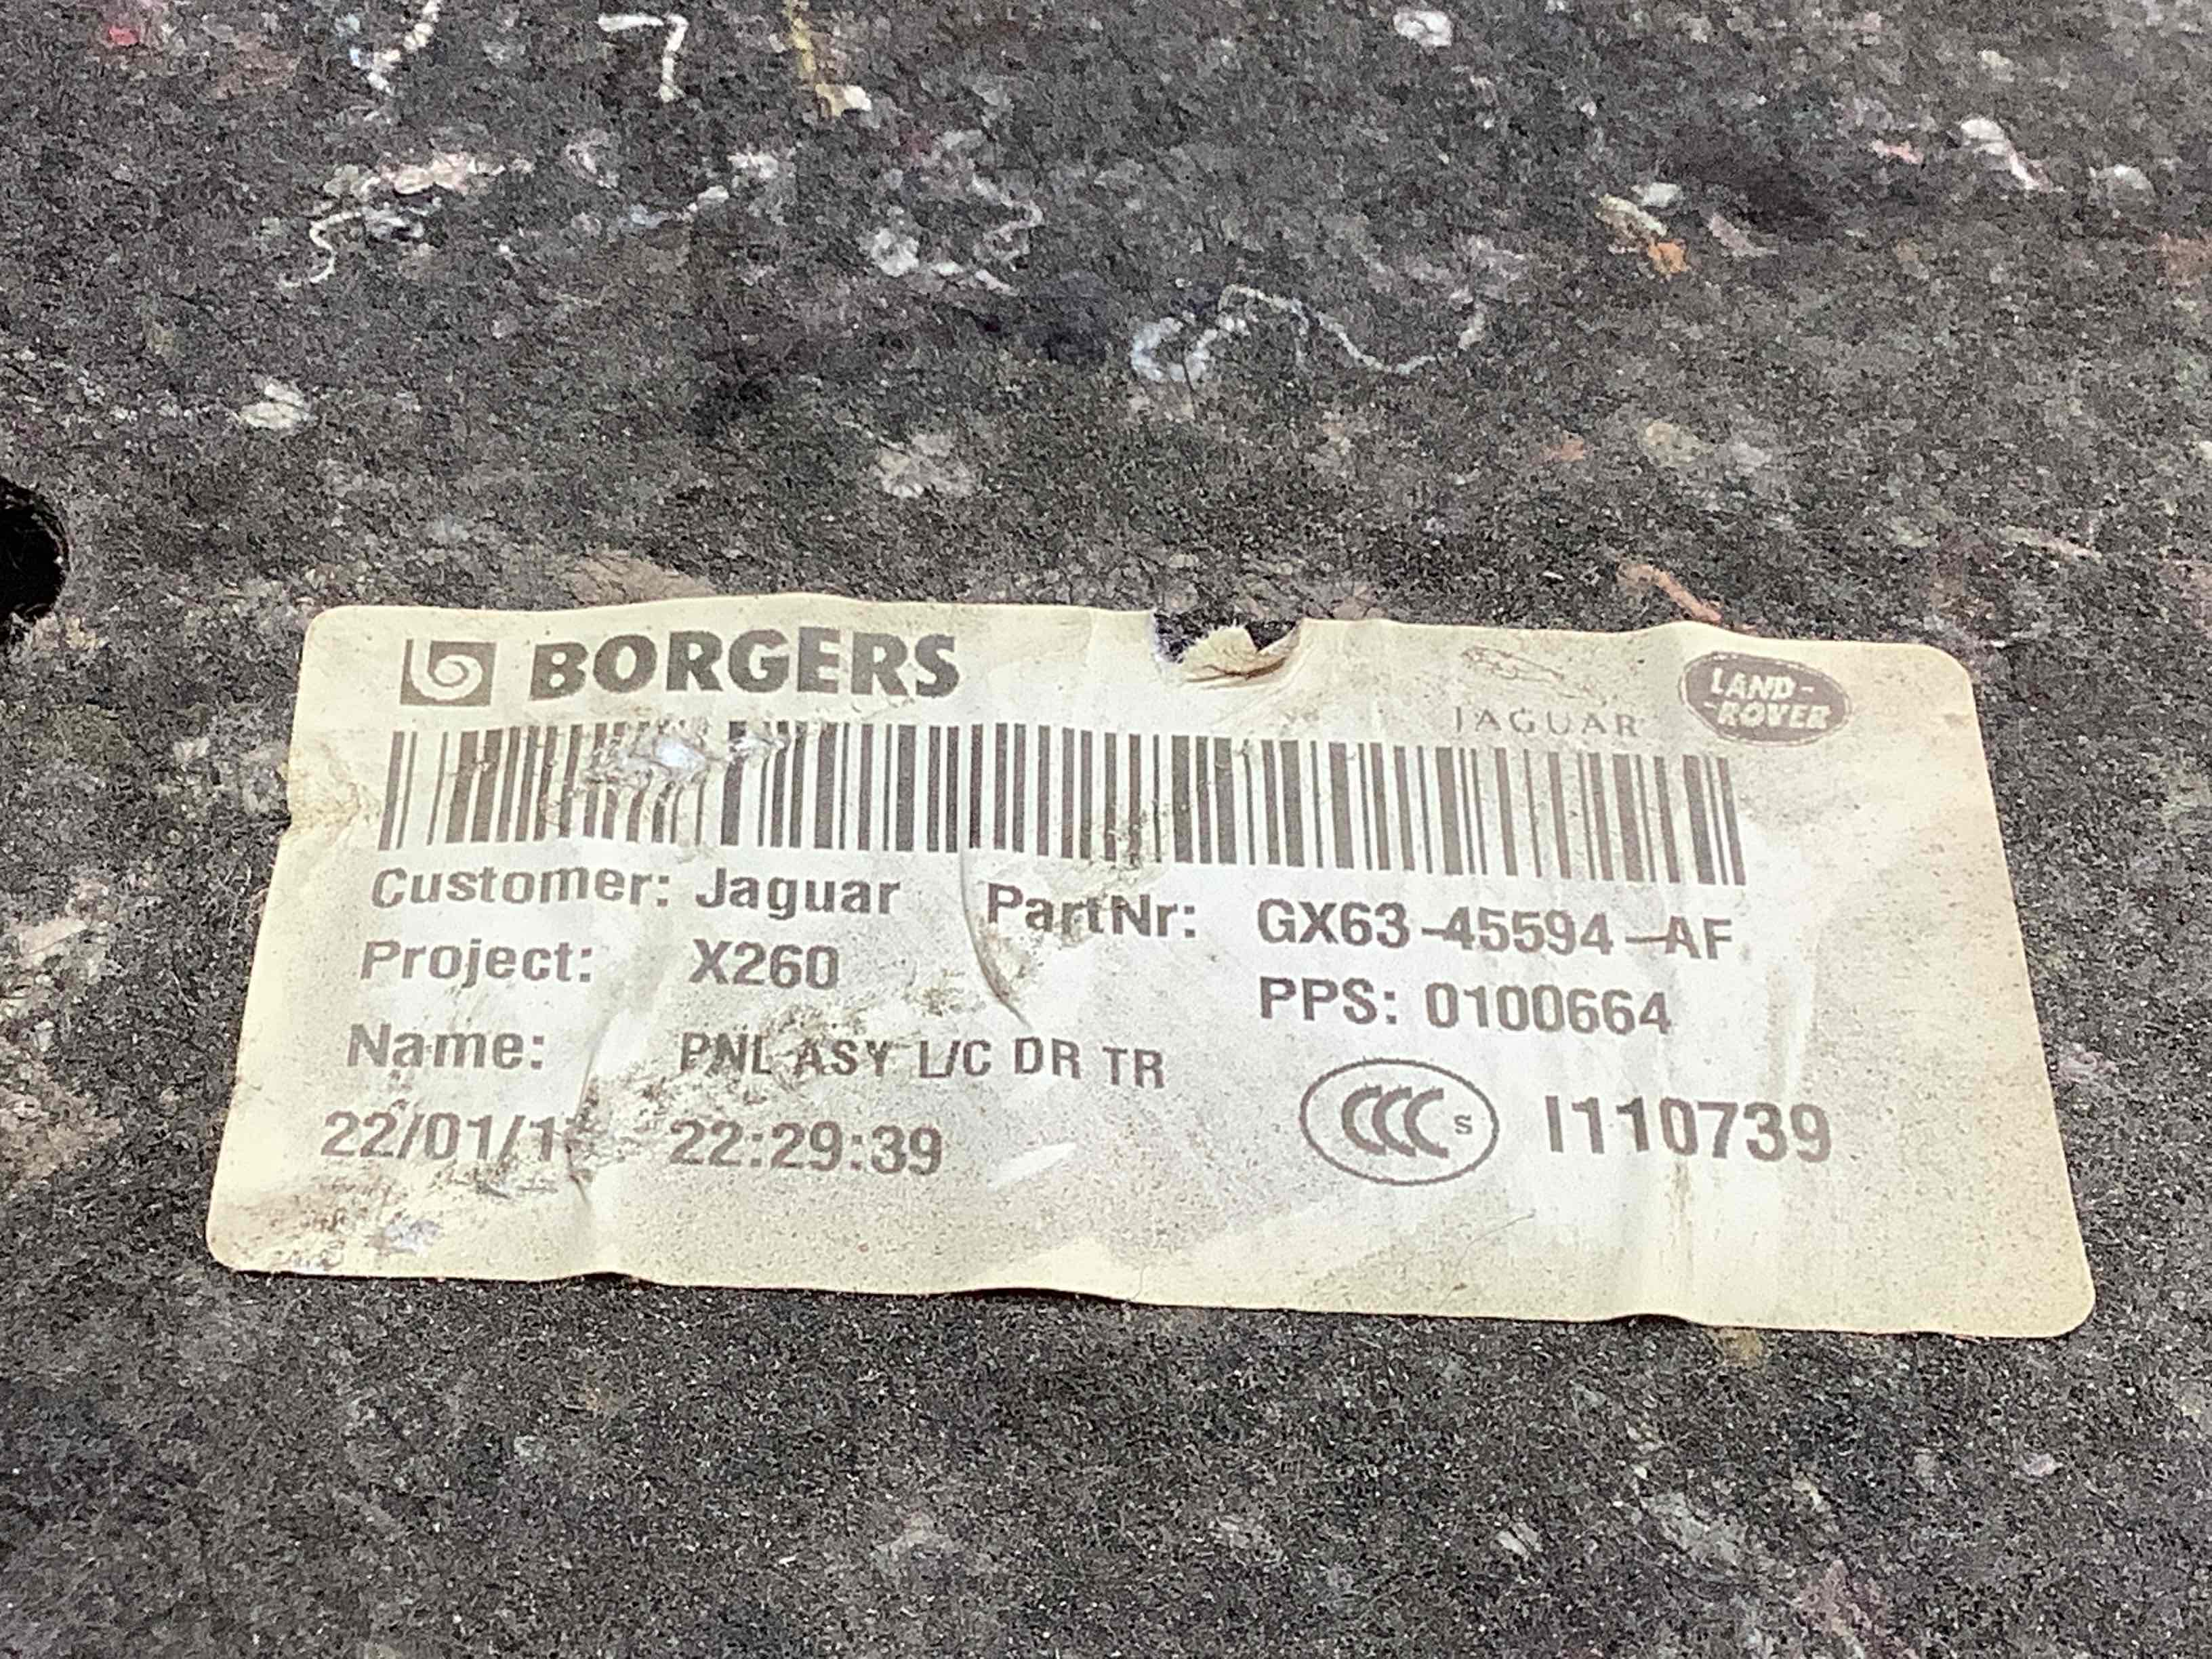 BORGERS
JAGUAR
LAND-
-ROVER
Customer: Jaguar PartNr: GX63-45594-AF
Project: X260 PPS: 0100664
Name: PNL ASY L/C DR TR
22:29:39 CCC S I110739